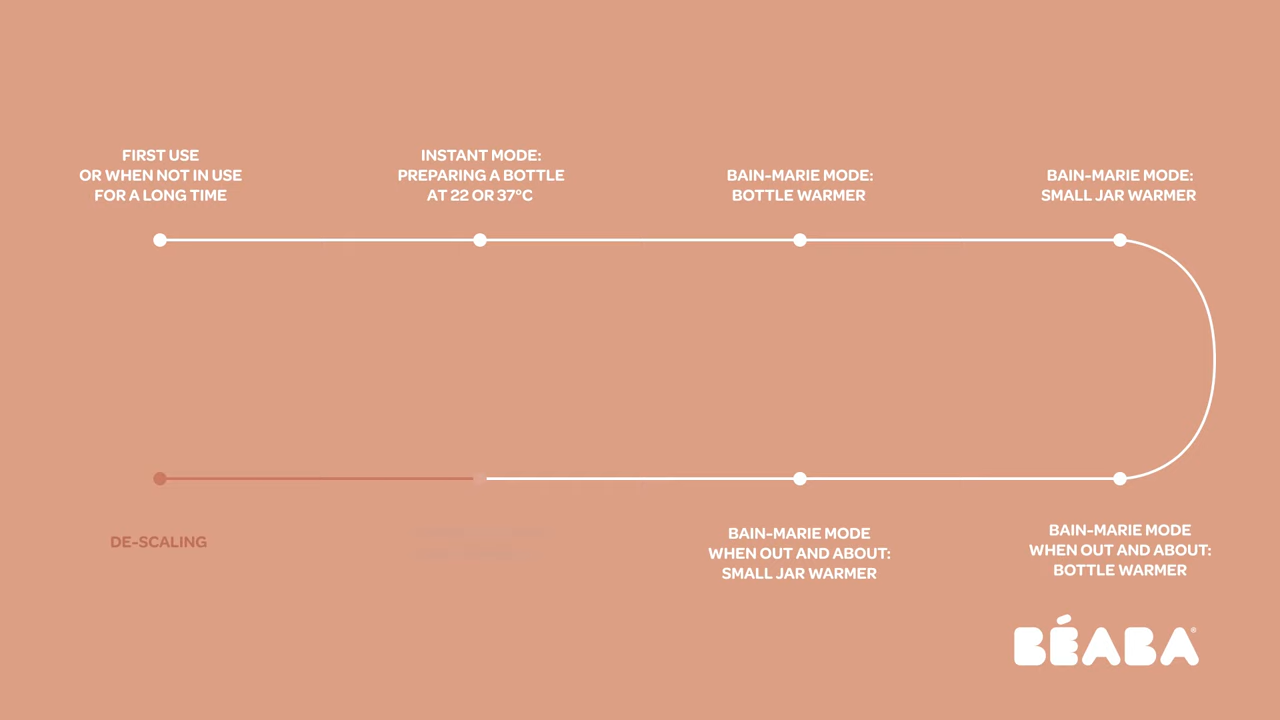 FIRST USE
OR WHEN NOT IN USE
FOR A LONG TIME
INSTANT MODE:
PREPARING A BOTTLE
AT 22 OR 37°C
BAIN-MARIE MODE:
BOTTLE WARMER
BAIN-MARIE MODE:
SMALL JAR WARMER
DE-SCALING
BAIN-MARIE MODE
WHEN OUT AND ABOUT:
SMALL JAR WARMER
BAIN-MARIE MODE
WHEN OUT AND ABOUT:
BOTTLE WARMER
BÉABA®